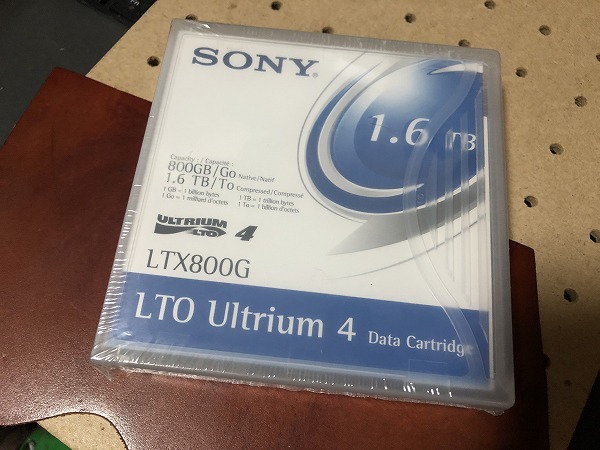 SONY®
1.6 TB
Capacity : / Capacité :
800GB/Go Native/Natif
1.6 TB/To Compressed/Compressé
1 GB = 1 billion bytes 1 TB = 1 trillion bytes
1 Go = 1 milliard d'octets 1 To = 1 billion d'octets
ULTRIUM LTO 4
LTX800G
LTO Ultrium 4 Data Cartridge